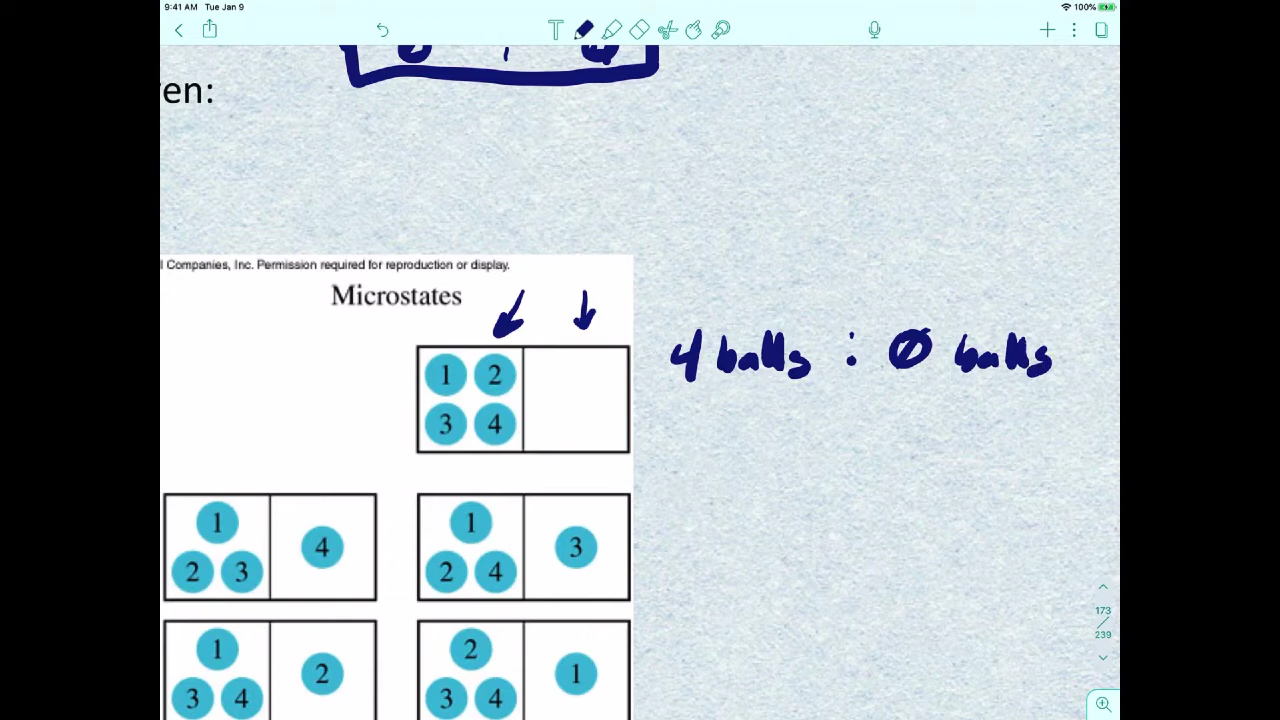 9:41 AM Tue Jan 9
100%
T
ren:
l Companies, Inc. Permission required for reproduction or display.
Microstates
1 2
3 4
4 balls : 0 balls
1
2 3
4
1
2 4
3
173
239
1
3 4
2
2
3 4
1